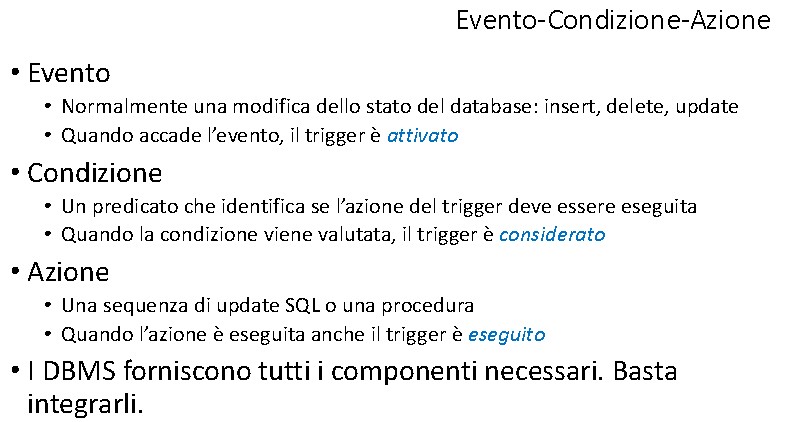 Evento-Condizione-Azione
• Evento
• Normalmente una modifica dello stato del database: insert, delete, update
• Quando accade l’evento, il trigger è attivato
• Condizione
• Un predicato che identifica se l’azione del trigger deve essere eseguita
• Quando la condizione viene valutata, il trigger è considerato
• Azione
• Una sequenza di update SQL o una procedura
• Quando l’azione è eseguita anche il trigger è eseguito
• I DBMS forniscono tutti i componenti necessari. Basta
integrarli.